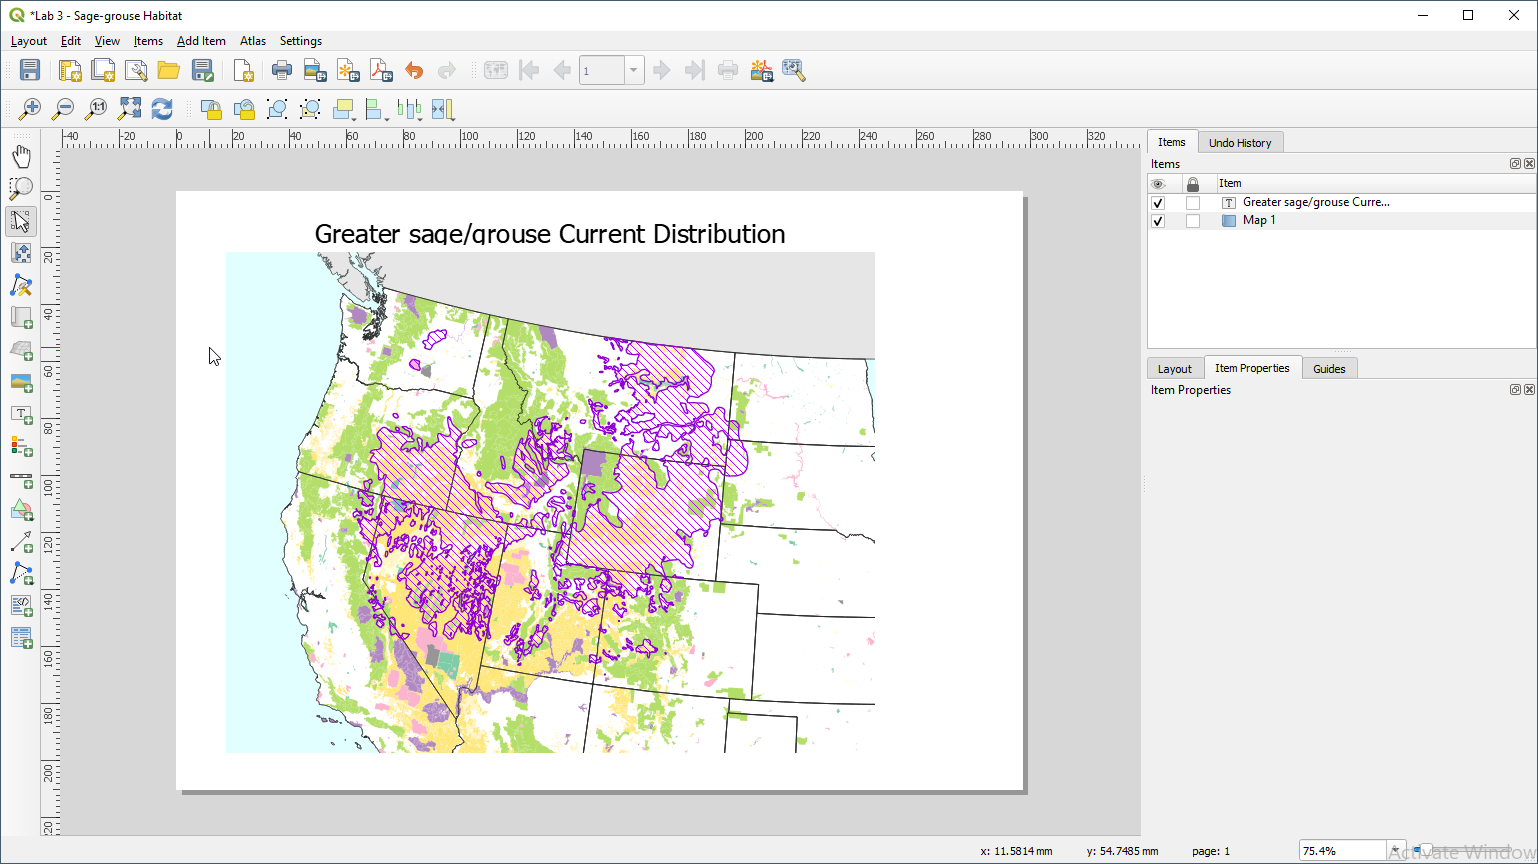 *Lab 3 - Sage-grouse Habitat
Layout Edit View Items Add Item Atlas Settings
1
1:1
-40 -20 0 20 40 60 80 100 120 140 160 180 200 220 240 260 280 300 320
0
20
40
60
80
100
120
140
160
180
200
220
Greater sage/grouse Current Distribution
Items Undo History
Items
Item
T Greater sage/grouse Curre...
Map 1
Layout Item Properties Guides
Item Properties
x: 11.5814 mm y: 54.7485 mm page: 1 75.4%
Activate Window